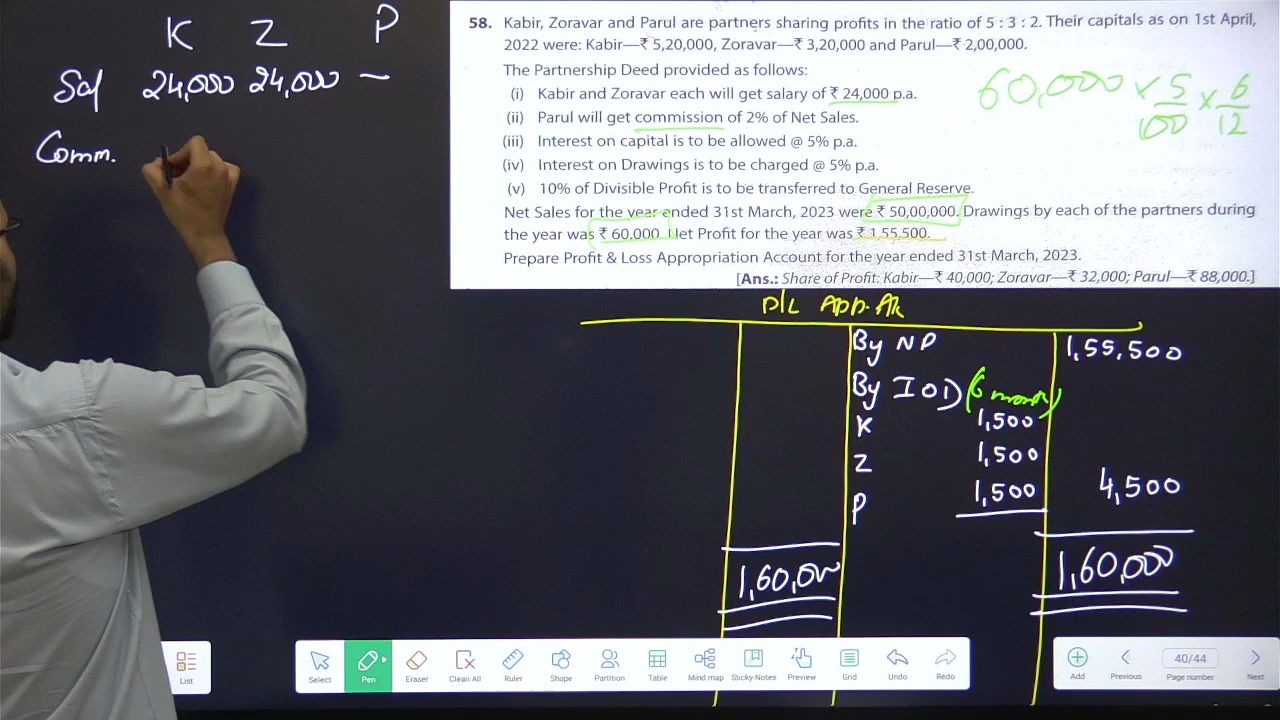 K Z P
Sal 24,000 24,000 —
Comm.
58. Kabir, Zoravar and Parul are partners sharing profits in the ratio of 5 : 3 : 2. Their capitals as on 1st April,
2022 were: Kabir—₹ 5,20,000, Zoravar—₹ 3,20,000 and Parul—₹ 2,00,000.
The Partnership Deed provided as follows:
(i) Kabir and Zoravar each will get salary of ₹ 24,000 p.a.
(ii) Parul will get commission of 2% of Net Sales.
(iii) Interest on capital is to be allowed @ 5% p.a.
(iv) Interest on Drawings is to be charged @ 5% p.a.
(v) 10% of Divisible Profit is to be transferred to General Reserve.
Net Sales for the year ended 31st March, 2023 were ₹ 50,00,000. Drawings by each of the partners during
the year was ₹ 60,000. Net Profit for the year was ₹ 1,55,500.
Prepare Profit & Loss Appropriation Account for the year ended 31st March, 2023.
[Ans.: Share of Profit: Kabir—₹ 40,000; Zoravar—₹ 32,000; Parul—₹ 88,000.]
60,000 × 5/100 × 6/12
P/L App. A/c
By NP 1,55,500
By IOD (6 month)
K 1,500
Z 1,500
P 1,500 4,500
1,60,000 1,60,000
List
Select Pen Eraser Clean All Ruler Shape Partition Table Mind map Sticky-Notes Preview Grid Undo Redo
Add Previous 40/44 Page number Next